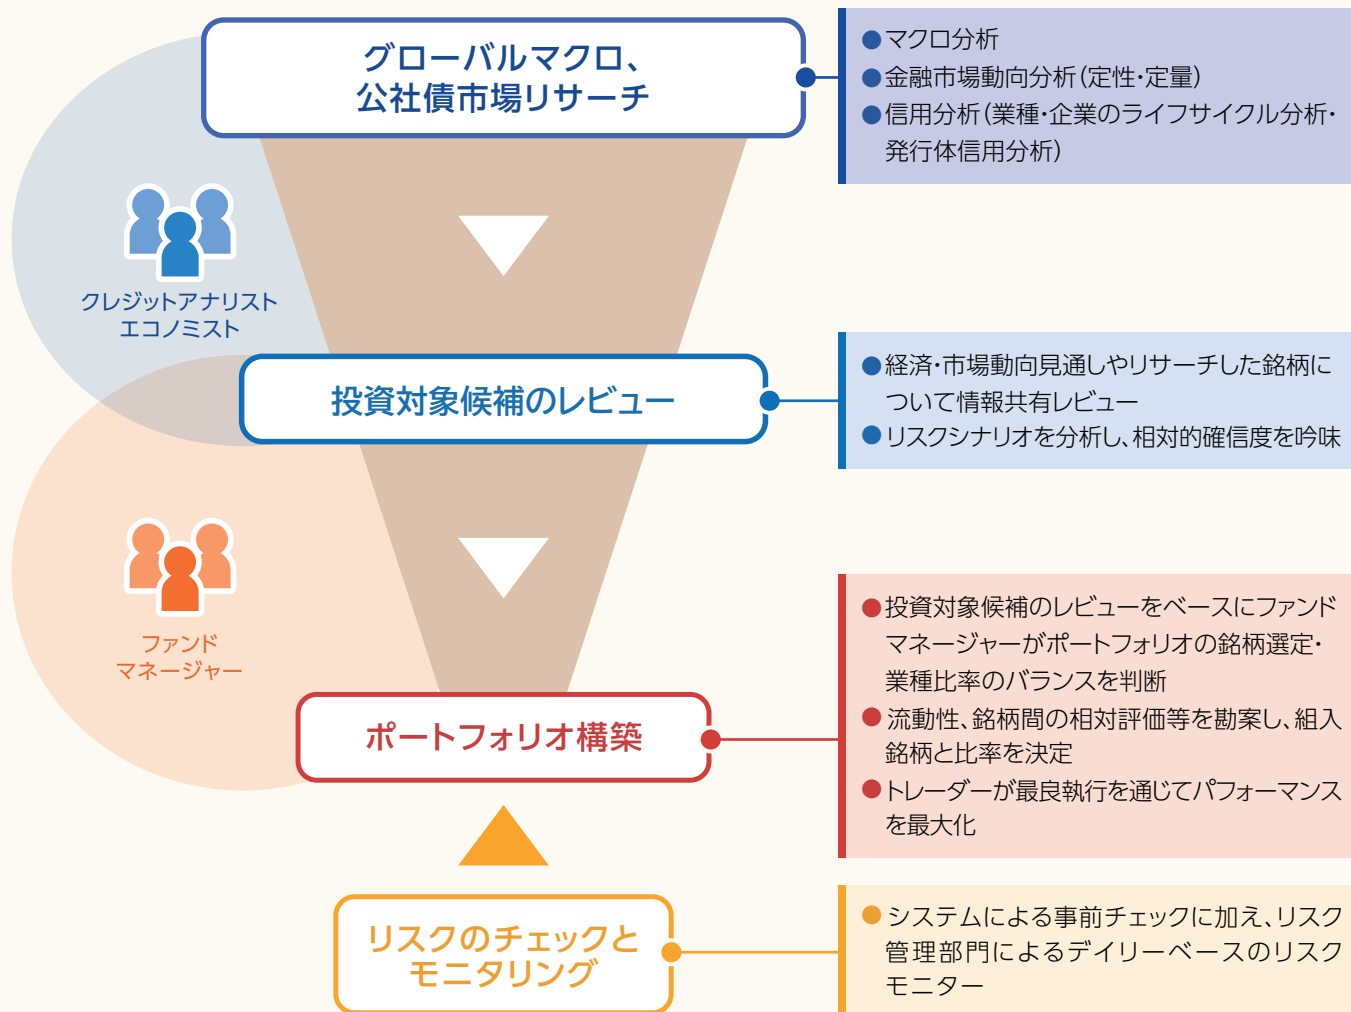 グローバルマクロ、
公社債市場リサーチ
●マクロ分析
●金融市場動向分析(定性・定量)
●信用分析(業種・企業のライフサイクル分析・
発行体信用分析)
クレジットアナリスト
エコノミスト
投資対象候補のレビュー
●経済・市場動向見通しやリサーチした銘柄に
ついて情報共有レビュー
●リスクシナリオを分析し、相対的確信度を吟味
ファンド
マネージャー
ポートフォリオ構築
●投資対象候補のレビューをベースにファンド
マネージャーがポートフォリオの銘柄選定・
業種比率のバランスを判断
●流動性、銘柄間の相対評価等を勘案し、組入
銘柄と比率を決定
●トレーダーが最良執行を通じてパフォーマンス
を最大化
リスクのチェックと
モニタリング
●システムによる事前チェックに加え、リスク
管理部門によるデイリーベースのリスク
モニター